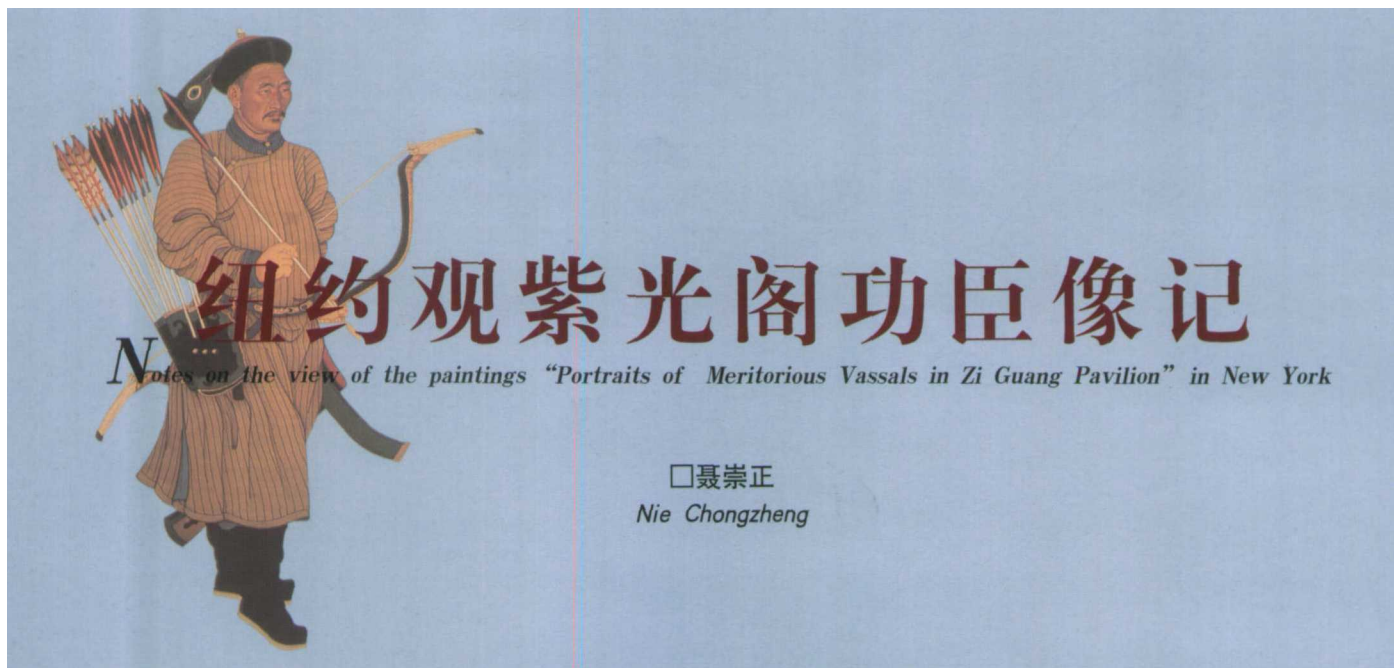 纽约观紫光阁功臣像记
Notes on the view of the paintings “Portraits of Meritorious Vassals in Zi Guang Pavilion” in New York
□聂崇正
Nie Chongzheng